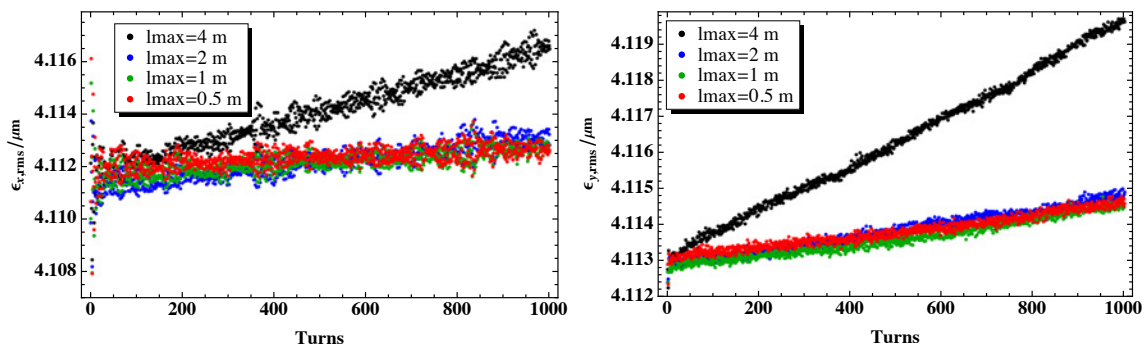 lmax=4 m
lmax=2 m
lmax=1 m
lmax=0.5 m
4.116
4.114
4.112
4.110
4.108
ϵx,rms/μm
0 200 400 600 800 1000
Turns
lmax=4 m
lmax=2 m
lmax=1 m
lmax=0.5 m
4.119
4.118
4.117
4.116
4.115
4.114
4.113
4.112
ϵy,rms/μm
0 200 400 600 800 1000
Turns